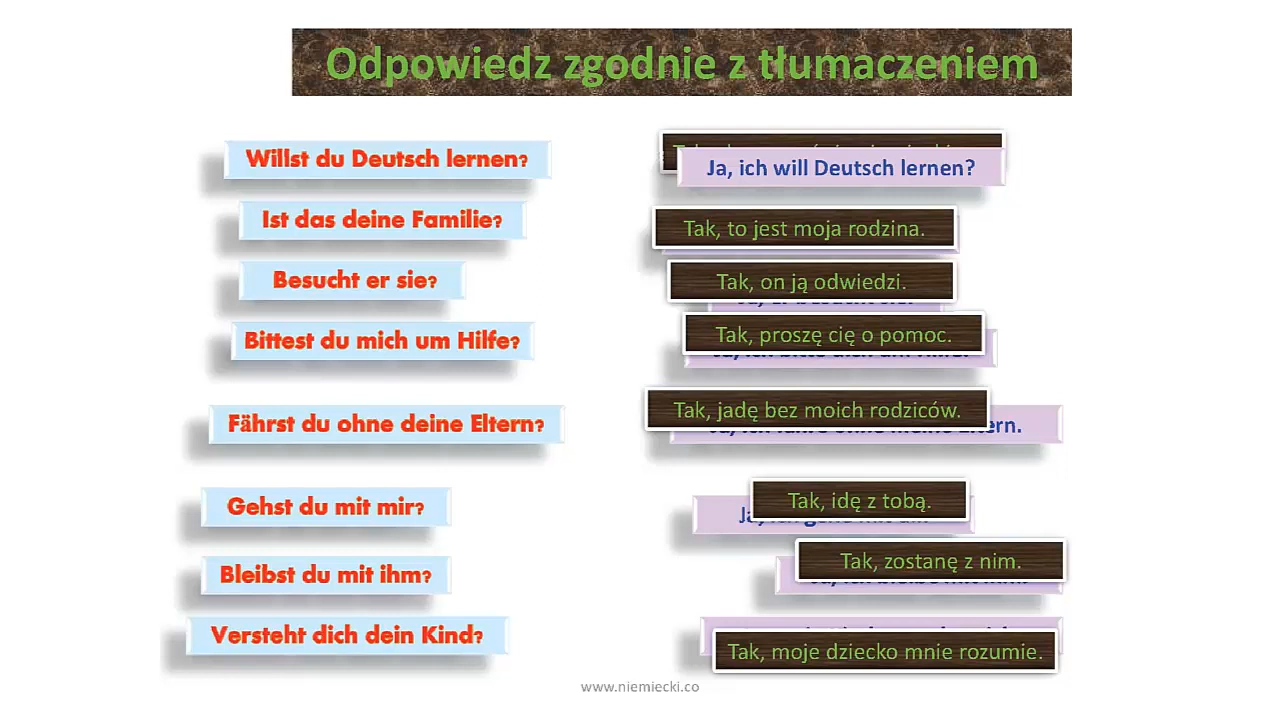 Odpowiedz zgodnie z tłumaczeniem
Willst du Deutsch lernen?
Ja, ich will Deutsch lernen?
Ist das deine Familie?
Tak, to jest moja rodzina.
Besucht er sie?
Tak, on ją odwiedzi.
Bittest du mich um Hilfe?
Tak, proszę cię o pomoc.
Fährst du ohne deine Eltern?
Tak, jadę bez moich rodziców.
Gehst du mit mir?
Tak, idę z tobą.
Bleibst du mit ihm?
Tak, zostanę z nim.
Versteht dich dein Kind?
Tak, moje dziecko mnie rozumie.
www.niemiecki.co